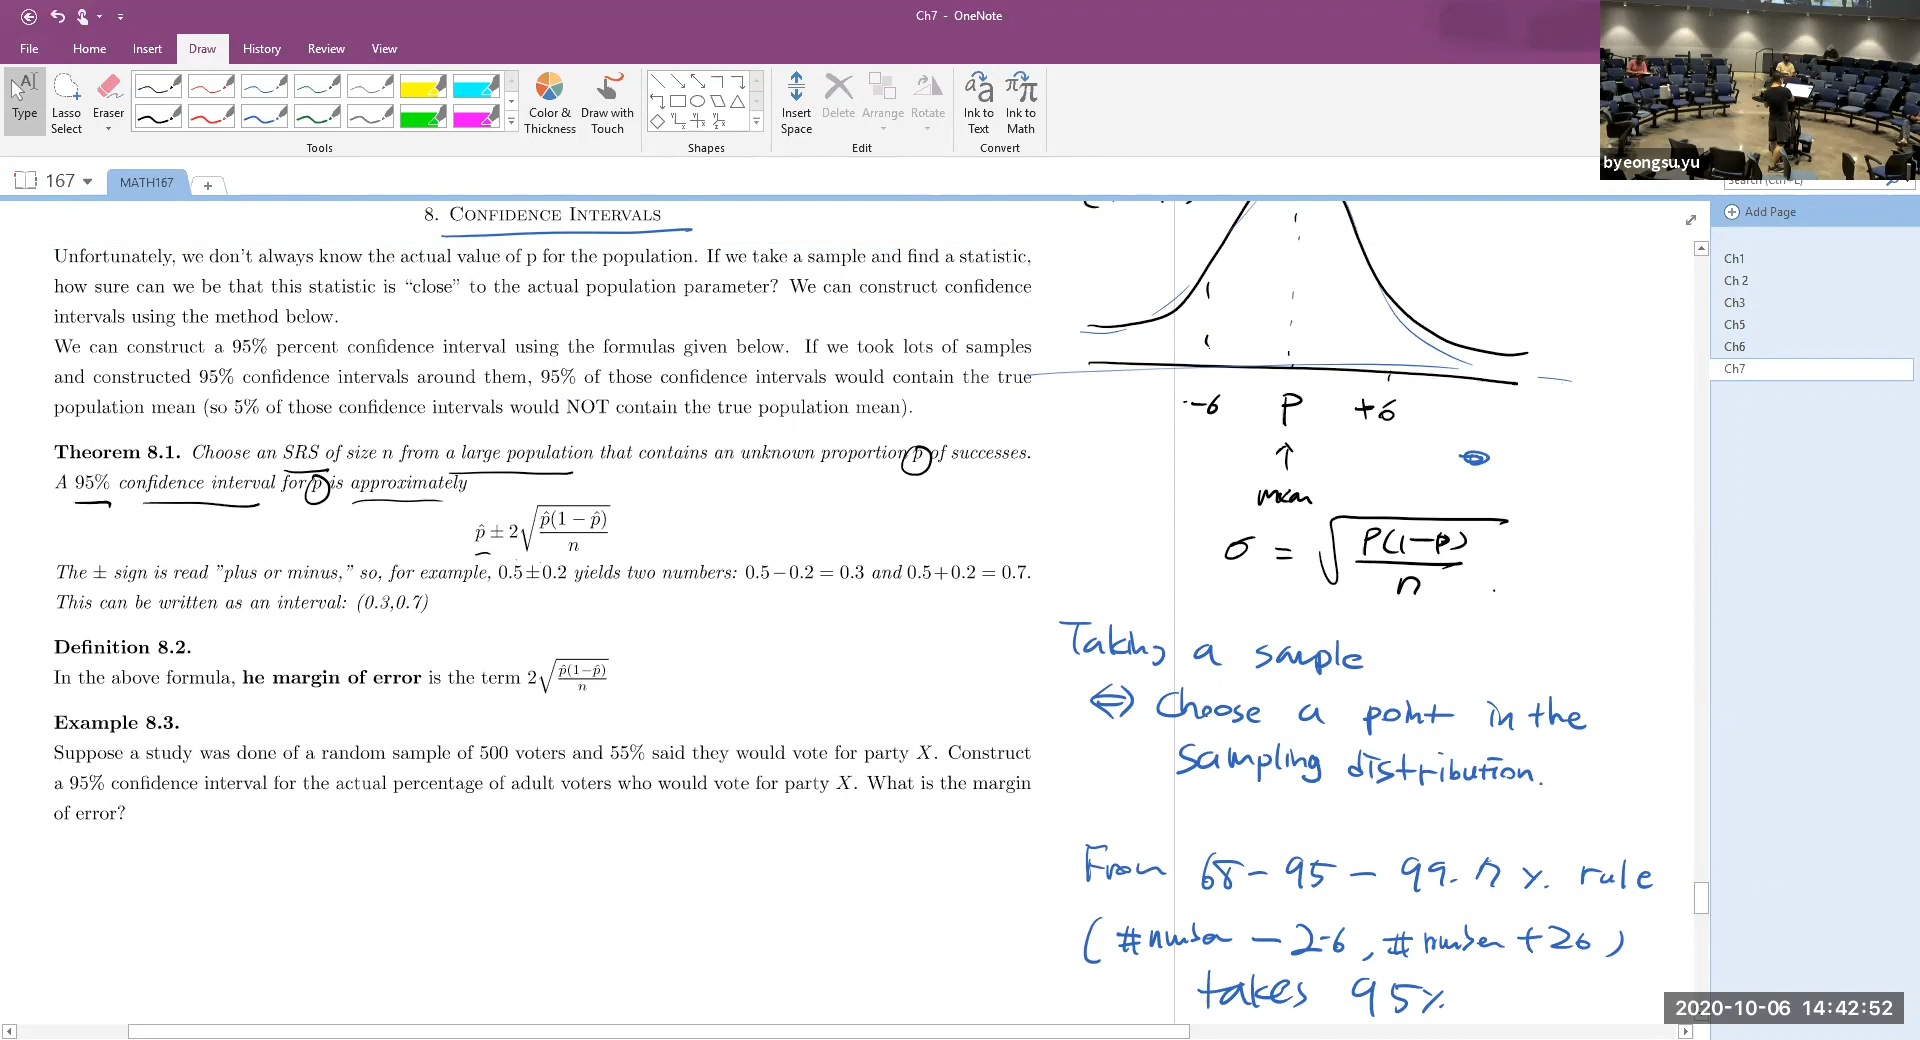 Ch7 - OneNote
File Home Insert Draw History Review View
Type
Lasso Select
Eraser
Color & Thickness
Draw with Touch
Insert Space
Delete
Arrange
Rotate
Ink to Text
Ink to Math
Tools
Shapes
Edit
Convert
byeongsu.yu
167
MATH167
Search (Ctrl+E)
Add Page
Ch1
Ch 2
Ch3
Ch5
Ch6
Ch7
8. Confidence Intervals
Unfortunately, we don't always know the actual value of p for the population. If we take a sample and find a statistic,
how sure can we be that this statistic is "close" to the actual population parameter? We can construct confidence
intervals using the method below.
We can construct a 95% percent confidence interval using the formulas given below. If we took lots of samples
and constructed 95% confidence intervals around them, 95% of those confidence intervals would contain the true
population mean (so 5% of those confidence intervals would NOT contain the true population mean).
Theorem 8.1. Choose an SRS of size n from a large population that contains an unknown proportion p of successes.
A 95% confidence interval for p is approximately
p̂ ± 2√(p̂(1 − p̂)/n)
The ± sign is read "plus or minus," so, for example, 0.5±0.2 yields two numbers: 0.5−0.2 = 0.3 and 0.5+0.2 = 0.7.
This can be written as an interval: (0.3,0.7)
Definition 8.2.
In the above formula, he margin of error is the term 2√(p̂(1−p̂)/n)
Example 8.3.
Suppose a study was done of a random sample of 500 voters and 55% said they would vote for party X. Construct
a 95% confidence interval for the actual percentage of adult voters who would vote for party X. What is the margin
of error?
-σ P +σ
↑
mean
σ = √(P(1-p)/n)
Taking a sample
⇔ Choose a point in the
Sampling distribution.
From 68-95-99.7%. rule
(#number - 2σ, #number + 2σ)
takes 95%
2020-10-06 14:42:52